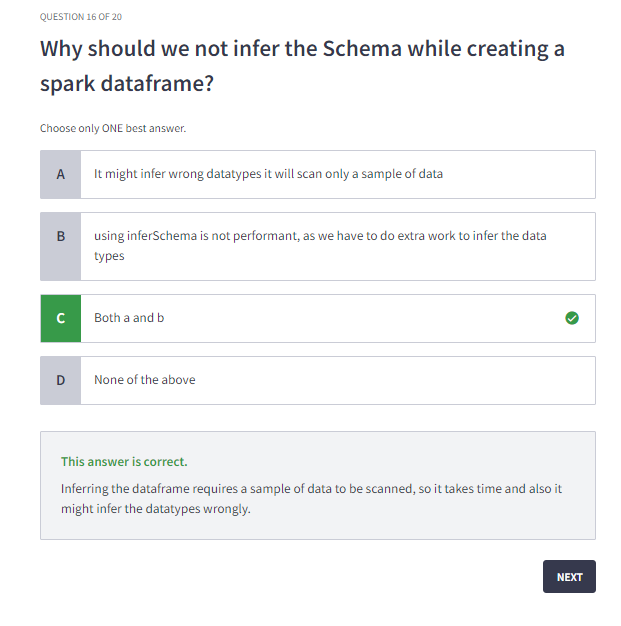 QUESTION 16 OF 20
Why should we not infer the Schema while creating a
spark dataframe?
Choose only ONE best answer.
A
It might infer wrong datatypes it will scan only a sample of data
B
using inferSchema is not performant, as we have to do extra work to infer the data
types
C
Both a and b
D
None of the above
This answer is correct.
Inferring the dataframe requires a sample of data to be scanned, so it takes time and also it
might infer the datatypes wrongly.
NEXT